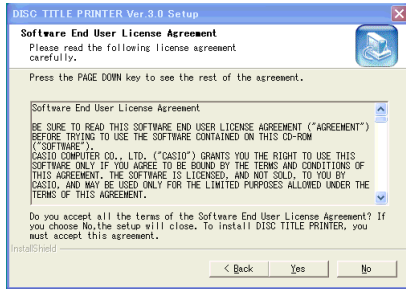 DISC TITLE PRINTER Ver.3.0 Setup
Software End User License Agreement
Please read the following license agreement
carefully.
Press the PAGE DOWN key to see the rest of the agreement.
Software End User License Agreement
BE SURE TO READ THIS SOFTWARE END USER LICENSE AGREEMENT ("AGREEMENT")
BEFORE TRYING TO USE THE SOFTWARE CONTAINED ON THIS CD-ROM
("SOFTWARE").
CASIO COMPUTER CO., LTD. ("CASIO") GRANTS YOU THE RIGHT TO USE THIS
SOFTWARE ONLY IF YOU AGREE TO BE BOUND BY THE TERMS AND CONDITIONS OF
THIS AGREEMENT. THE SOFTWARE IS LICENSED, AND NOT SOLD, TO YOU BY
CASIO, AND MAY BE USED ONLY FOR THE LIMITED PURPOSES ALLOWED UNDER THE
TERMS OF THIS AGREEMENT.
Do you accept all the terms of the Software End User License Agreement? If
you choose No,the setup will close. To install DISC TITLE PRINTER, you
must accept this agreement.
InstallShield
< Back Yes No